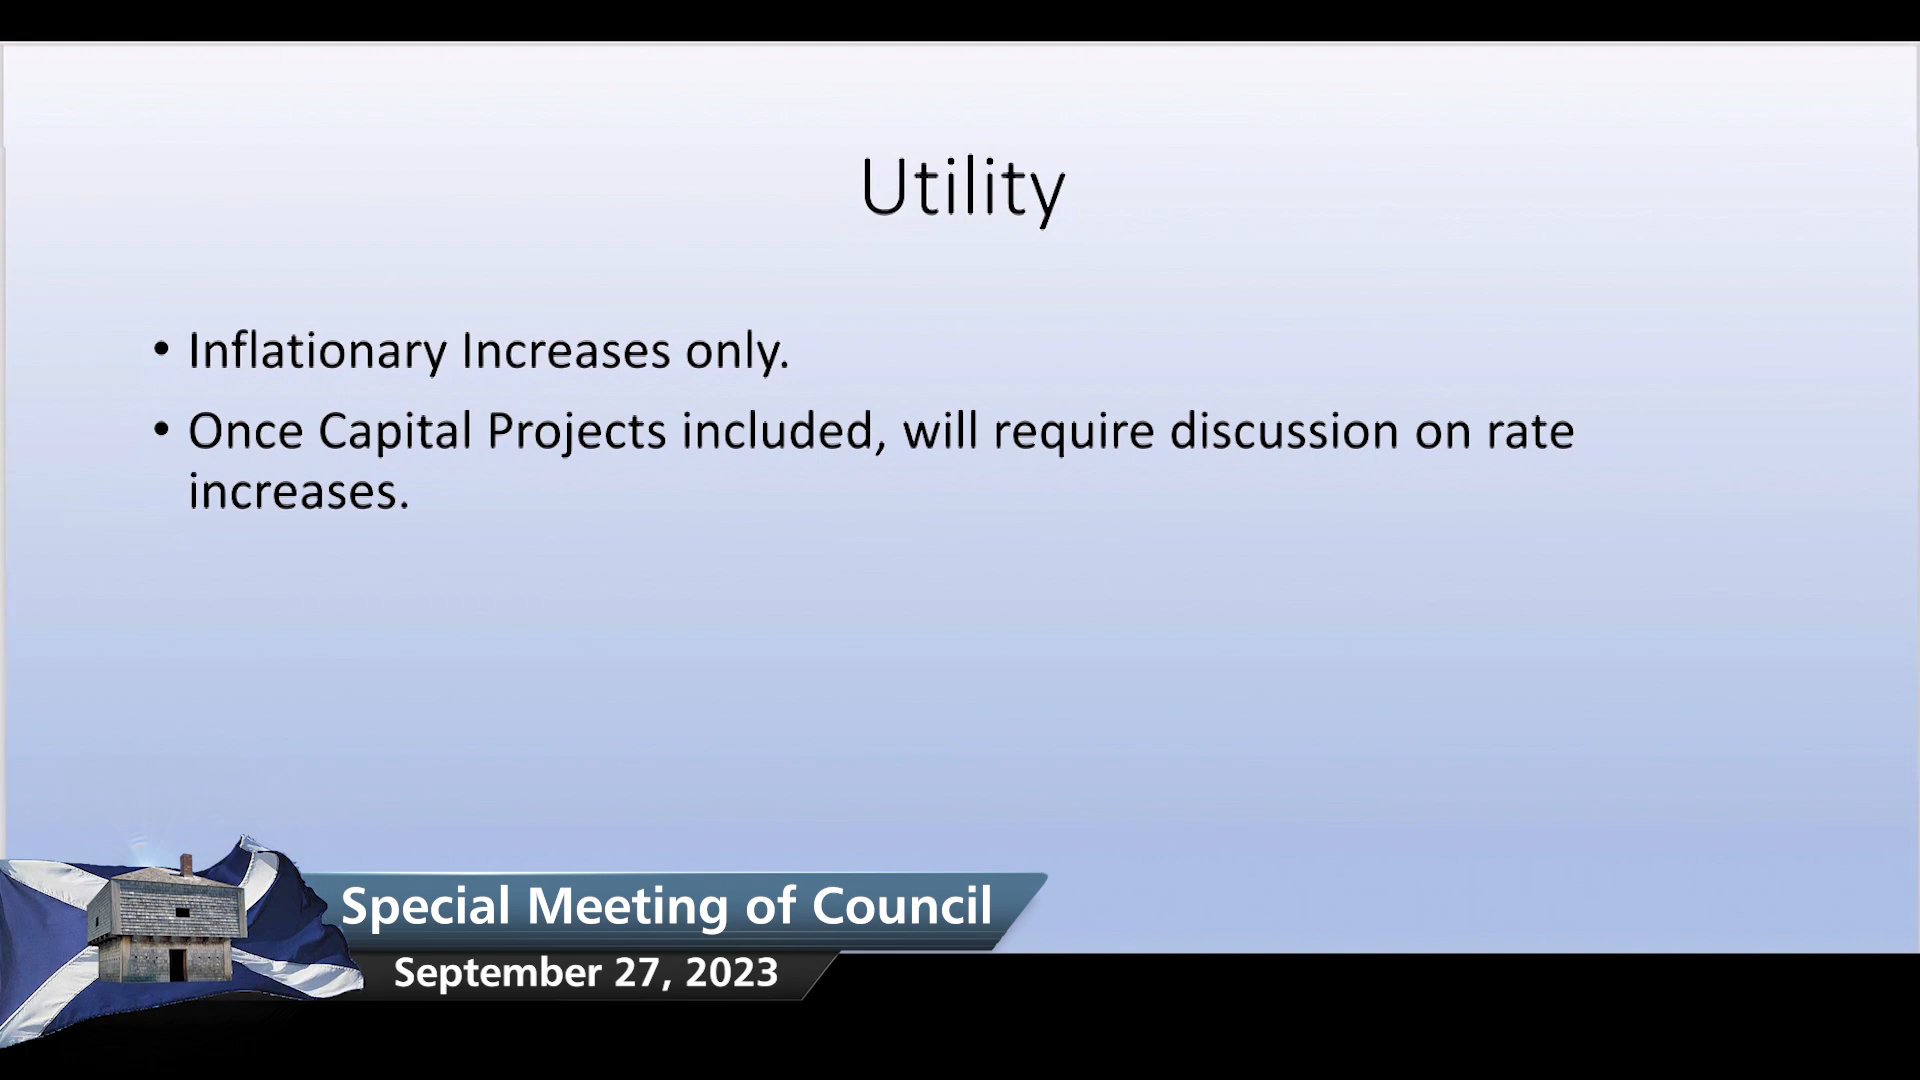 Utility
• Inflationary Increases only.
• Once Capital Projects included, will require discussion on rate
increases.
Special Meeting of Council
September 27, 2023